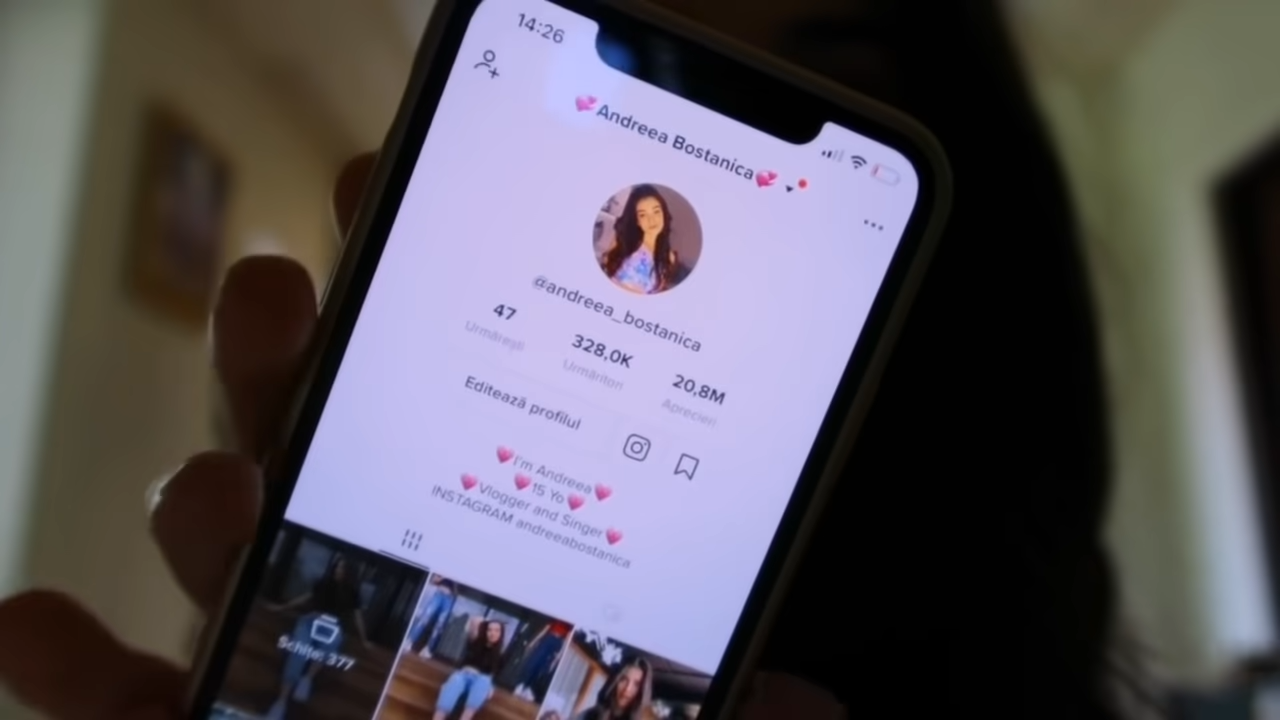 14:26
💞Andreea Bostanica💞
@andreea_bostanica
47
Urmărești
328,0K
Urmăritori
20,8M
Aprecieri
Editează profilul
💗I'm Andreea💗
💗15 Yo💗
💗Vlogger and Singer💗
INSTAGRAM andreeabostanica
Schițe: 377